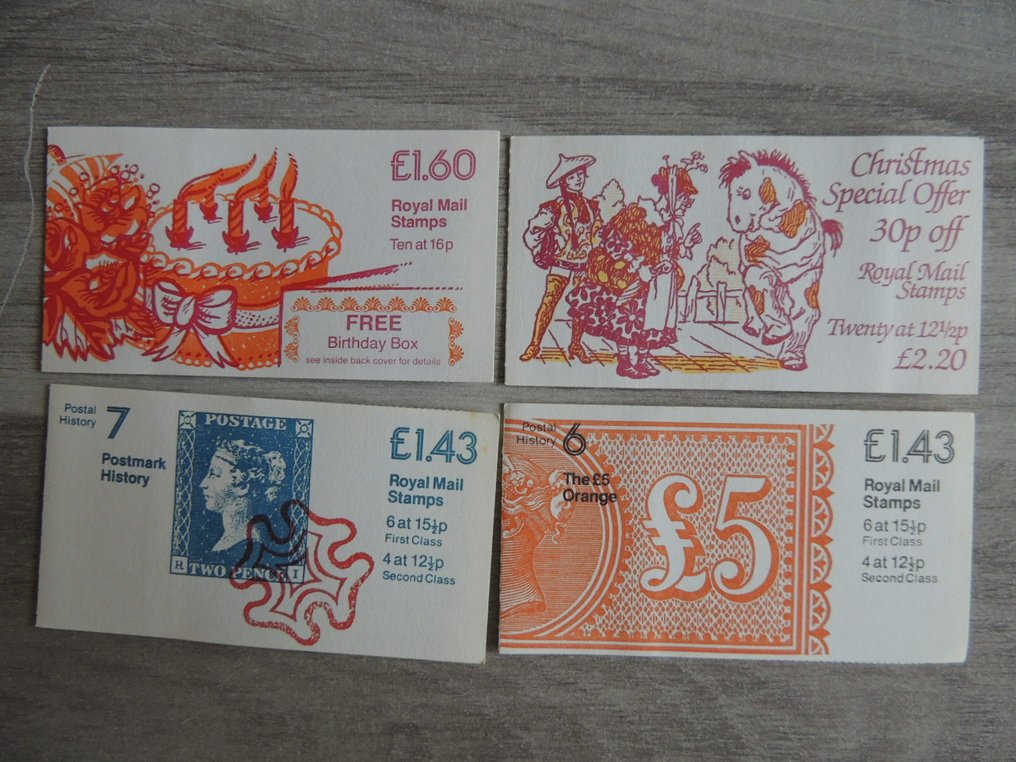 £1.60
Royal Mail
Stamps
Ten at 16p
FREE
Birthday Box
see inside back cover for details
Christmas
Special Offer
30p off
Royal Mail
Stamps
Twenty at 12½p
£2.20
Postal
History 7
Postmark
History
POSTAGE
R TWO PENCE I
£1.43
Royal Mail
Stamps
6 at 15½p
First Class
4 at 12½p
Second Class
Postal
History 6
The £5
Orange
£5
£1.43
Royal Mail
Stamps
6 at 15½p
First Class
4 at 12½p
Second Class